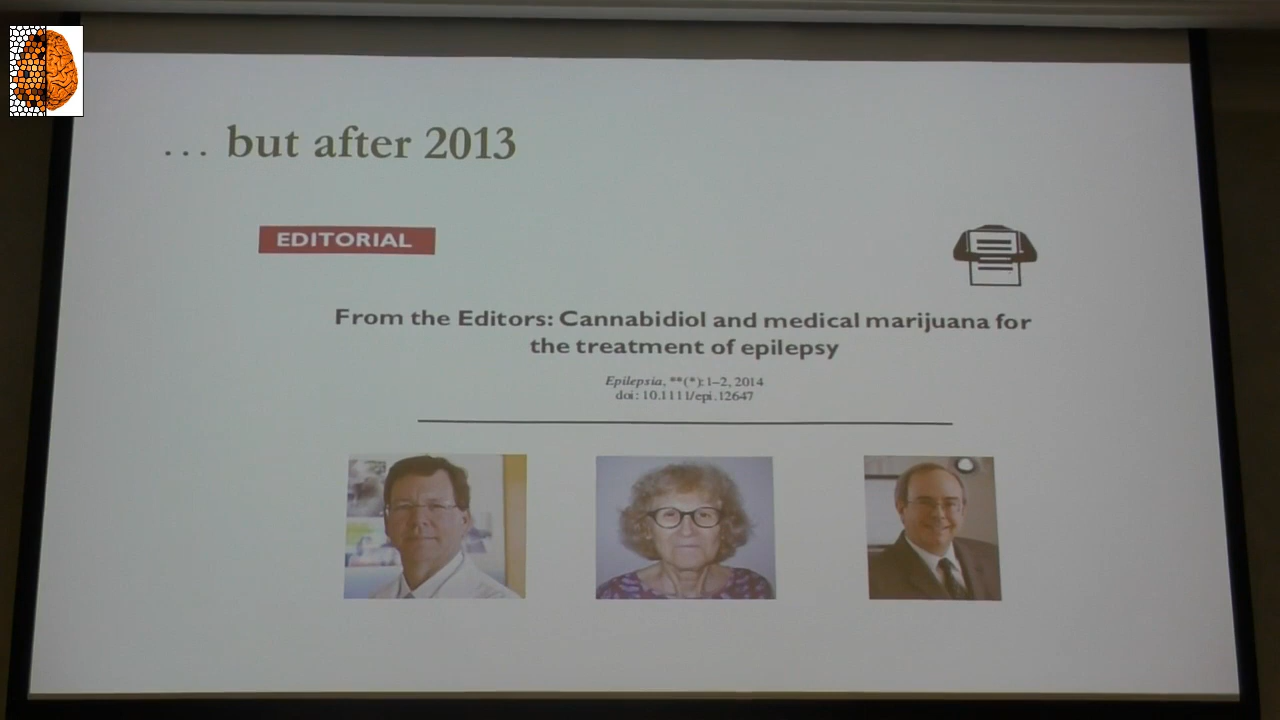 … but after 2013
EDITORIAL
From the Editors: Cannabidiol and medical marijuana for
the treatment of epilepsy
Epilepsia, **(*):1–2, 2014
doi: 10.1111/epi.12647